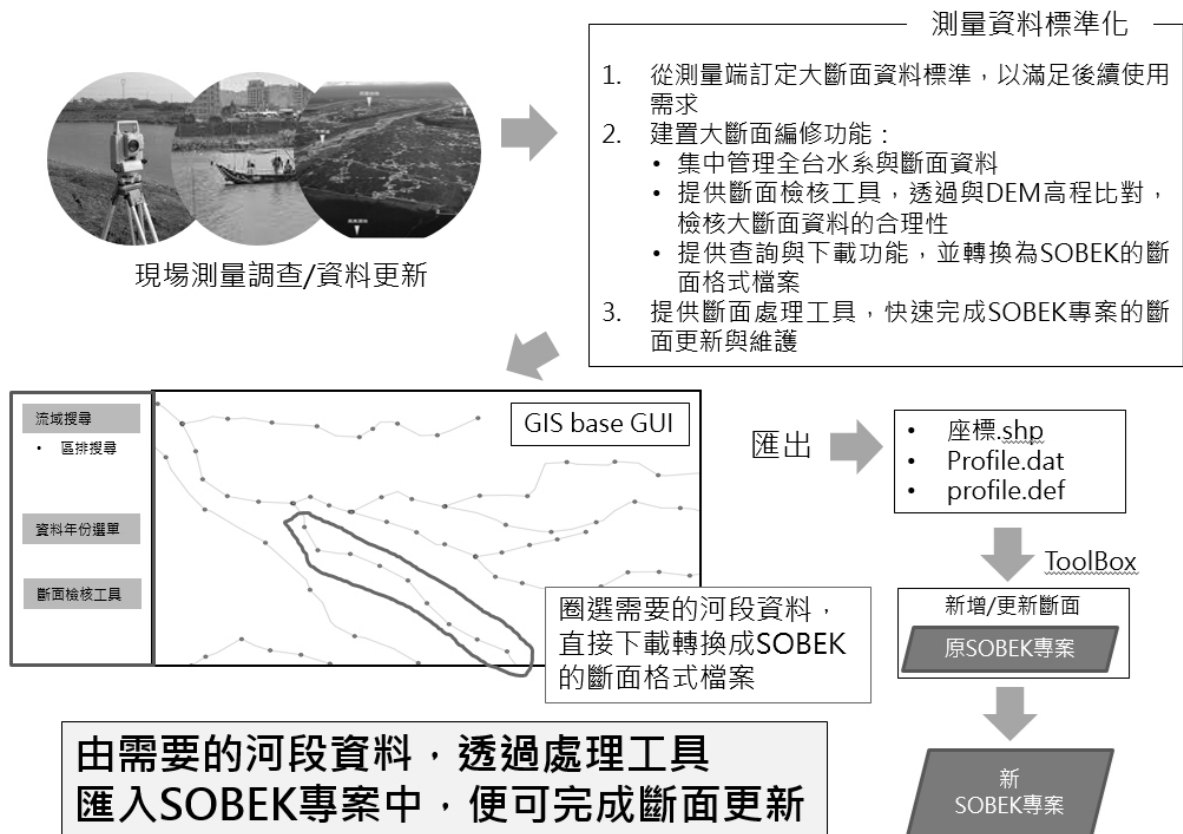 測量資料標準化
1. 從測量端訂定大斷面資料標準，以滿足後續使用
需求
2. 建置大斷面編修功能：
• 集中管理全台水系與斷面資料
• 提供斷面檢核工具，透過與DEM高程比對，
檢核大斷面資料的合理性
• 提供查詢與下載功能，並轉換為SOBEK的斷
面格式檔案
3. 提供斷面處理工具，快速完成SOBEK專案的斷
面更新與維護
現場測量調查/資料更新
流域搜尋
• 區排搜尋
資料年份選單
斷面檢核工具
GIS base GUI
圈選需要的河段資料，
直接下載轉換成SOBEK
的斷面格式檔案
匯出
• 座標.shp
• Profile.dat
• profile.def
ToolBox
新增/更新斷面
原SOBEK專案
新
SOBEK專案
由需要的河段資料，透過處理工具
匯入SOBEK專案中，便可完成斷面更新